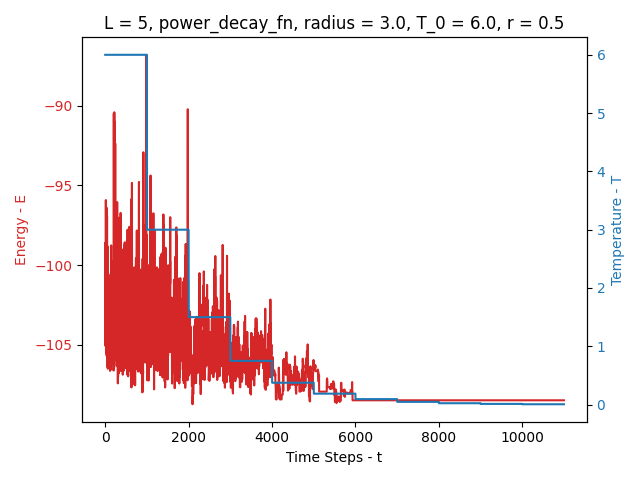 L = 5, power_decay_fn, radius = 3.0, T_0 = 6.0, r = 0.5
Energy - E
−90
−95
−100
−105
6
5
4
3
2
1
0
Temperature - T
0 2000 4000 6000 8000 10000
Time Steps - t